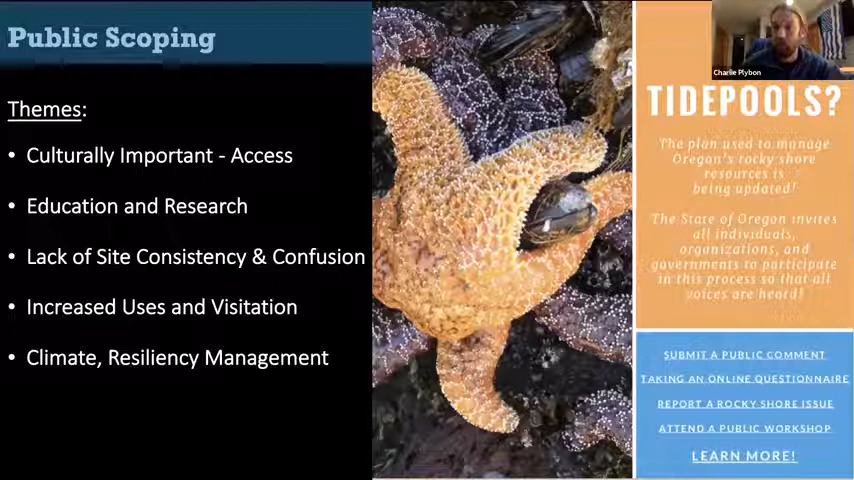 Public Scoping
Themes:
• Culturally Important - Access
• Education and Research
• Lack of Site Consistency & Confusion
• Increased Uses and Visitation
• Climate, Resiliency Management
Charlie Plybon
TIDEPOOLS?
The plan used to manage
Oregon's rocky shore
resources is
being updated!
The State of Oregon invites
all individuals,
organizations, and
governments to participate
in this process so that all
voices are heard!
SUBMIT A PUBLIC COMMENT
TAKING AN ONLINE QUESTIONNAIRE
REPORT A ROCKY SHORE ISSUE
ATTEND A PUBLIC WORKSHOP
LEARN MORE!